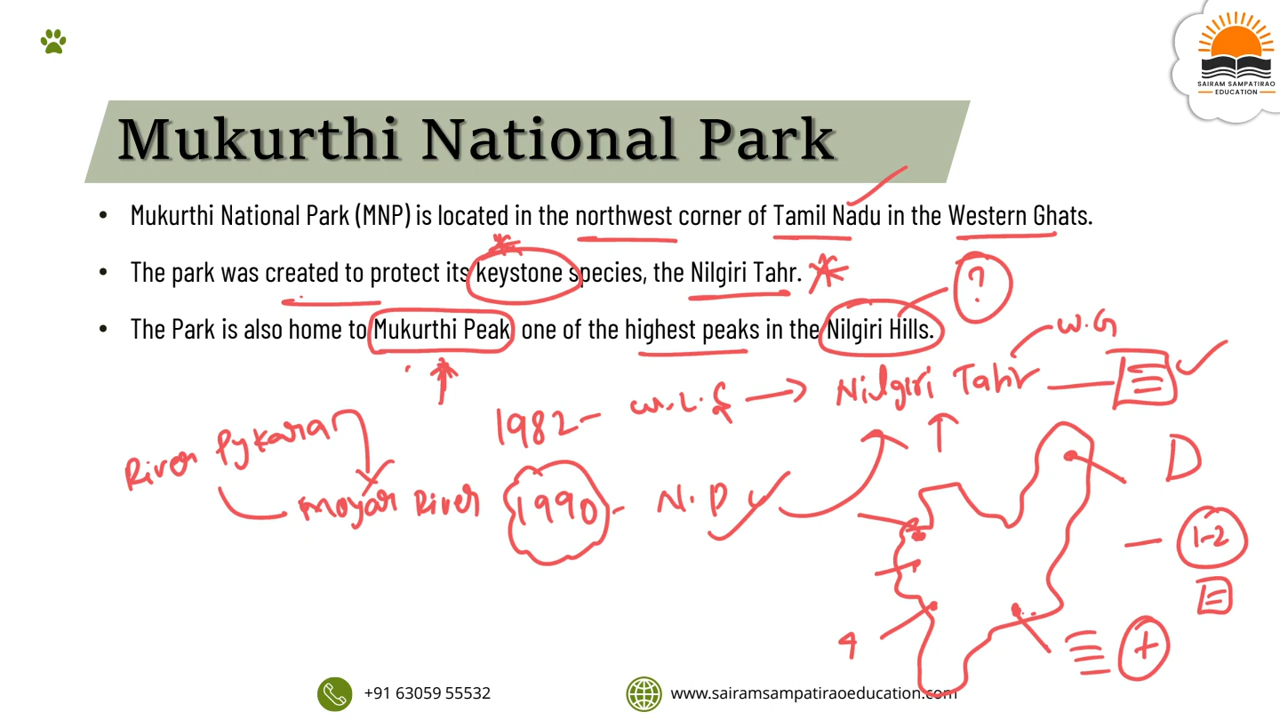 SAIRAM SAMPATIRAO
EDUCATION
Mukurthi National Park
• Mukurthi National Park (MNP) is located in the northwest corner of Tamil Nadu in the Western Ghats.
• The park was created to protect its keystone species, the Nilgiri Tahr.
?
• The Park is also home to Mukurthi Peak one of the highest peaks in the Nilgiri Hills.
W.G
1982- W.L.S → Nilgiri Tahr
River Pykara
Moyar River
1990 - N.P
D
1-2
4
+
+91 63059 55532
www.sairamsampatiraoeducation.com